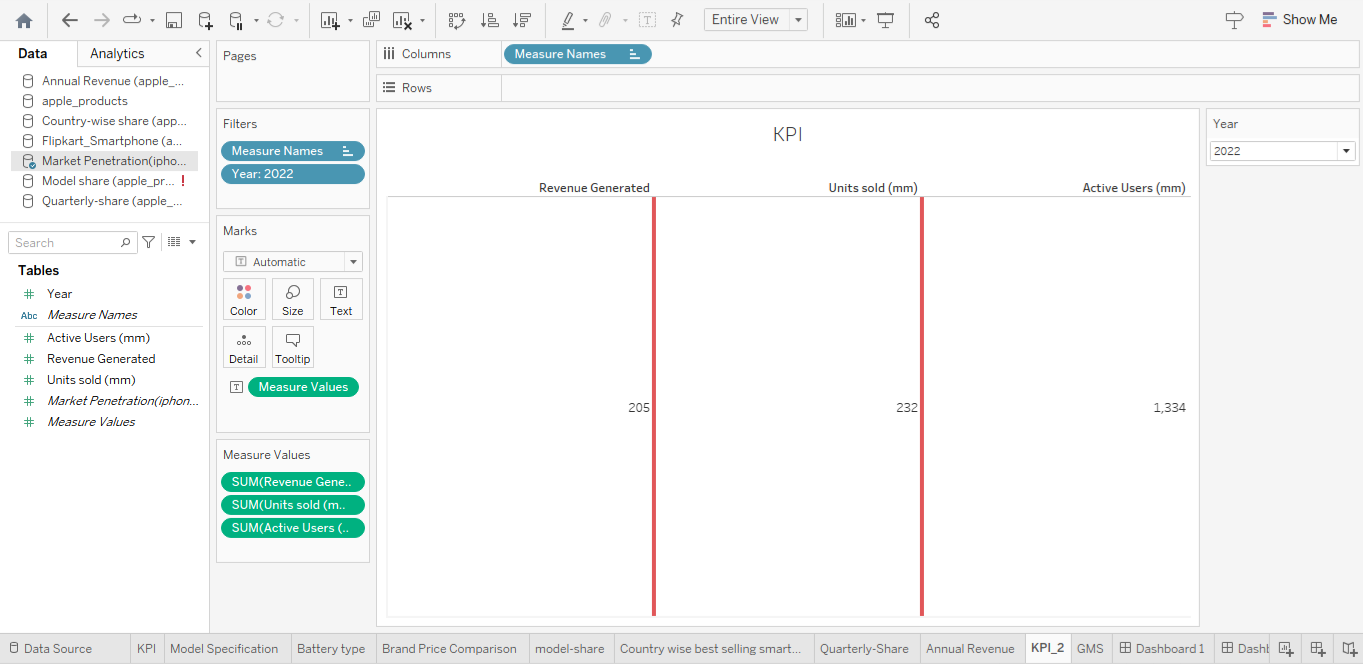 Entire View
Show Me
Data
Analytics
Annual Revenue (apple_...
apple_products
Country-wise share (app...
Flipkart_Smartphone (a...
Market Penetration(ipho...
Model share (apple_pr... !
Quarterly-share (apple_...
Search
Tables
Year
Abc Measure Names
Active Users (mm)
Revenue Generated
Units sold (mm)
Market Penetration(iphon...
Measure Values
Pages
Filters
Measure Names
Year: 2022
Marks
T Automatic
Color
Size
T Text
Detail
Tooltip
T Measure Values
Measure Values
SUM(Revenue Gene..
SUM(Units sold (m..
SUM(Active Users (..
Columns
Measure Names
Rows
KPI
Revenue Generated Units sold (mm) Active Users (mm)
205 232 1,334
Year
2022
Data Source KPI Model Specification Battery type Brand Price Comparison model-share Country wise best selling smart... Quarterly-Share Annual Revenue KPI_2 GMS Dashboard 1 Dashb